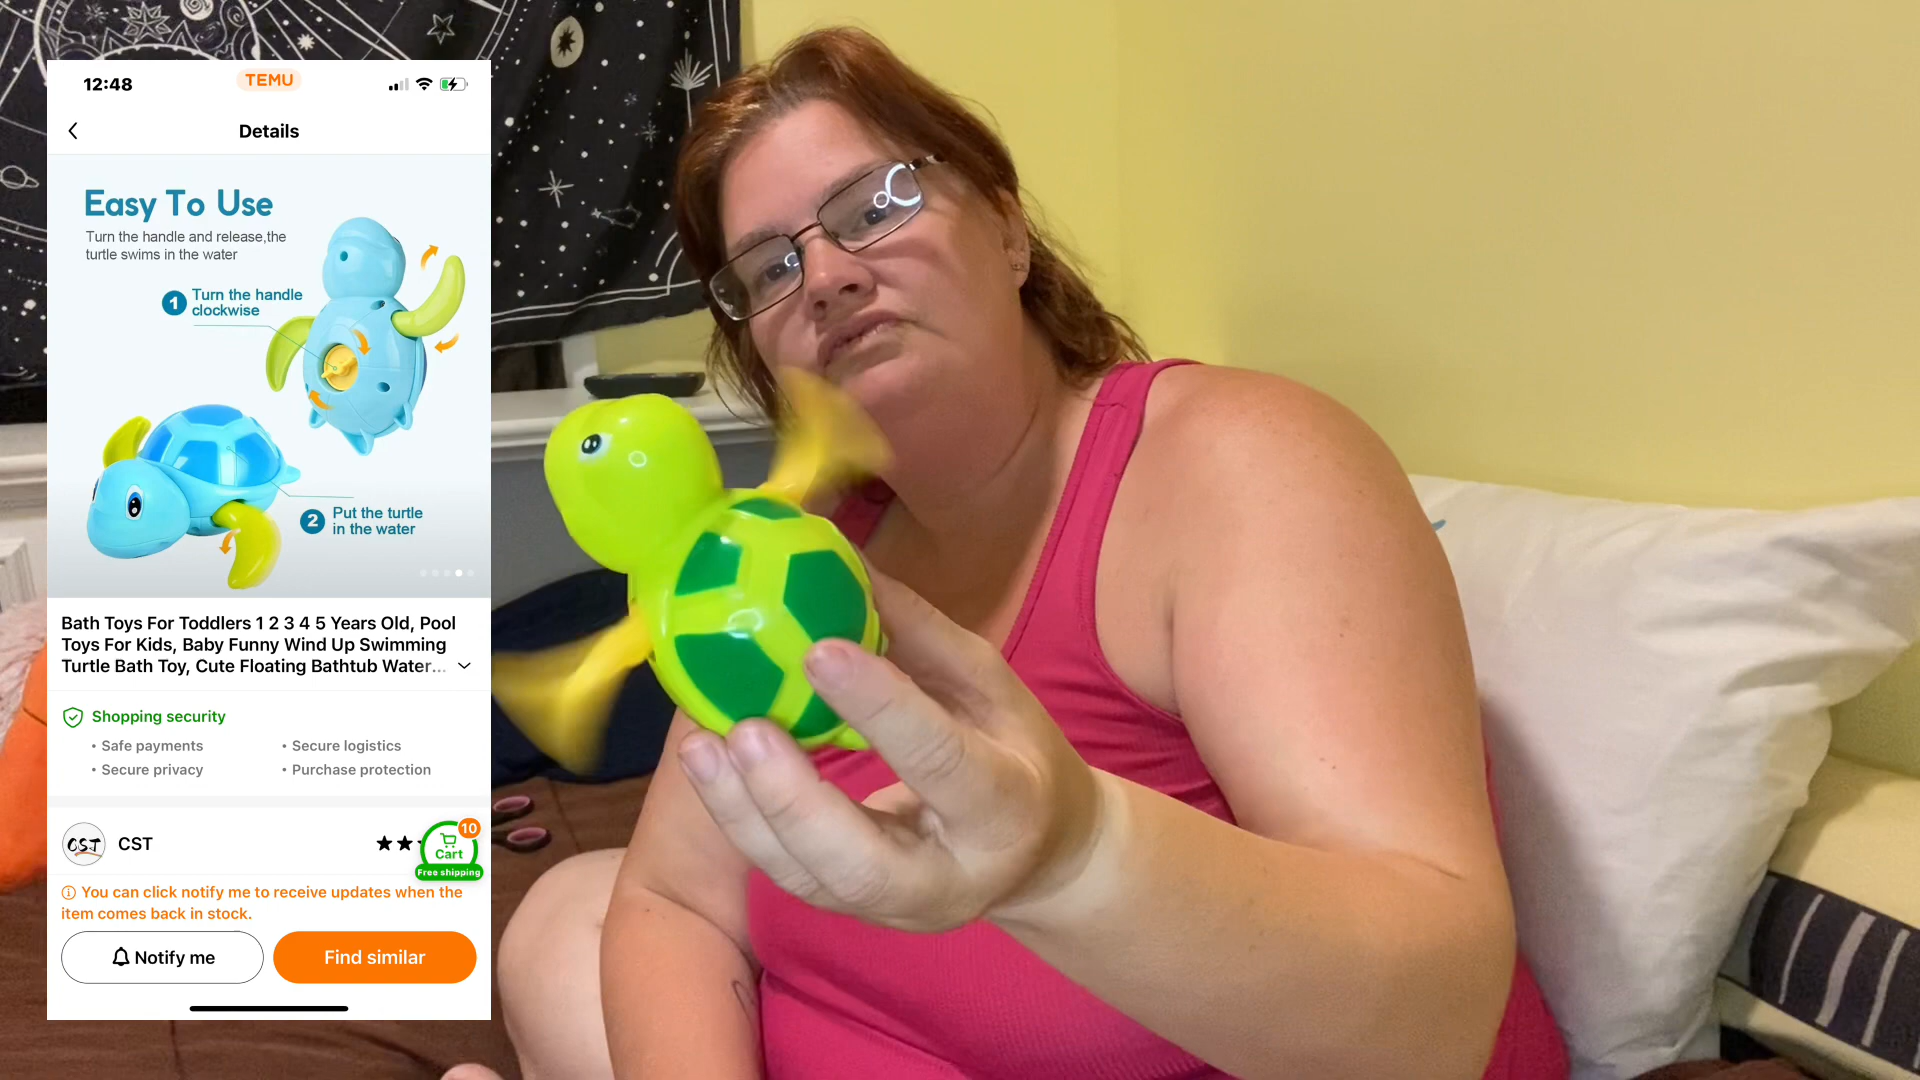 12:48
TEMU
Details
Easy To Use
Turn the handle and release,the
turtle swims in the water
1 Turn the handle
clockwise
2 Put the turtle
in the water
Bath Toys For Toddlers 1 2 3 4 5 Years Old, Pool
Toys For Kids, Baby Funny Wind Up Swimming
Turtle Bath Toy, Cute Floating Bathtub Water...
Shopping security
• Safe payments
• Secure logistics
• Secure privacy
• Purchase protection
CST
CST
10
Cart
Free shipping
You can click notify me to receive updates when the
item comes back in stock.
Notify me
Find similar